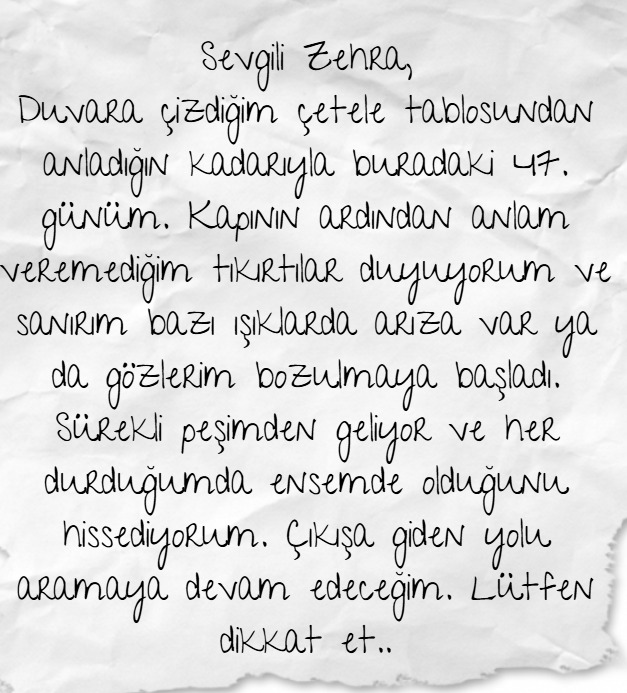 Sevgili Zehra,
Duvara çizdiğim çetele tablosundan
anladığın kadarıyla buradaki 47.
günüm. Kapının ardından anlam
veremediğim tıkırtılar duyuyorum ve
sanırım bazı ışıklarda arıza var ya
da gözlerim bozulmaya başladı.
Sürekli peşimden geliyor ve her
durduğumda ensemde olduğunu
hissediyorum. Çıkışa giden yolu
aramaya devam edeceğim. Lütfen
dikkat et..